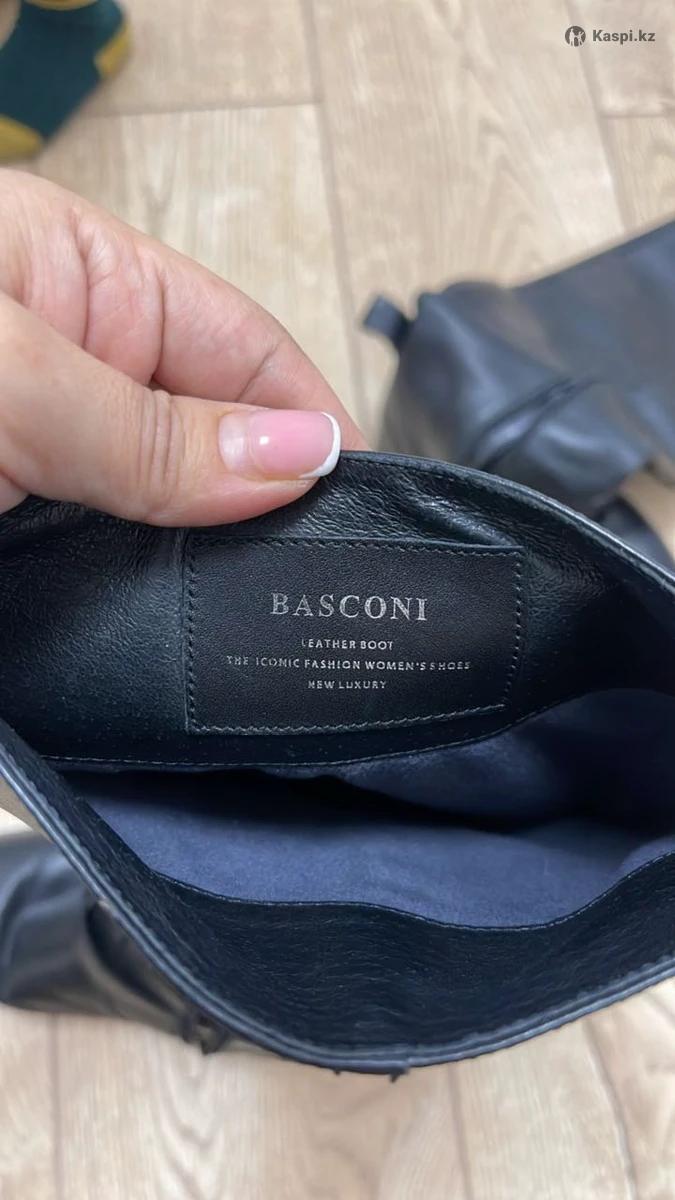 Kaspi.kz
BASCONI
LEATHER BOOT
THE ICONIC FASHION WOMEN'S SHOES
NEW LUXURY